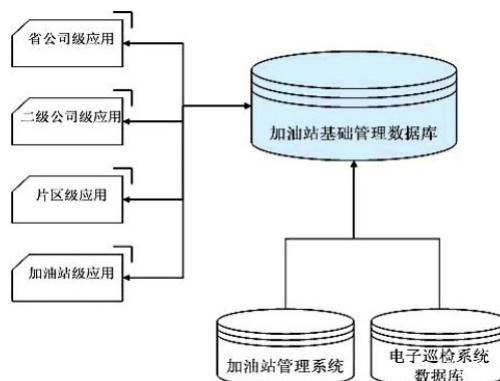 省公司级应用
二级公司级应用
加油站基础管理数据库
片区级应用
加油站级应用
加油站管理系统
电子巡检系统
数据库